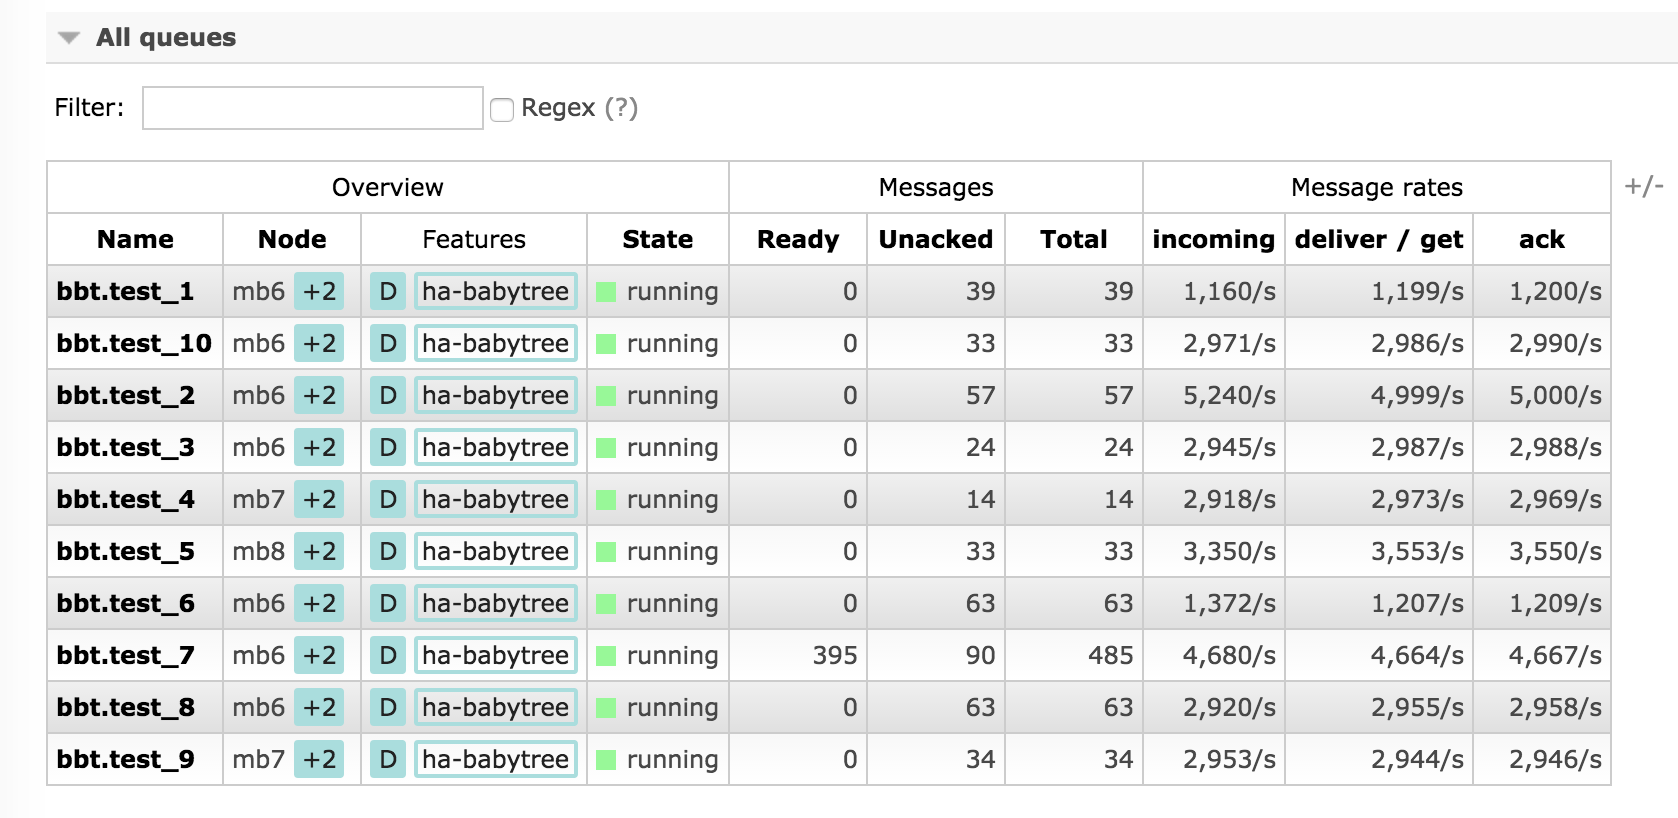 All queues
Filter: Regex (?)
Overview Messages Message rates +/-
Name Node Features State Ready Unacked Total incoming deliver / get ack
bbt.test_1 mb6 +2 D ha-babytree running 0 39 39 1,160/s 1,199/s 1,200/s
bbt.test_10 mb6 +2 D ha-babytree running 0 33 33 2,971/s 2,986/s 2,990/s
bbt.test_2 mb6 +2 D ha-babytree running 0 57 57 5,240/s 4,999/s 5,000/s
bbt.test_3 mb6 +2 D ha-babytree running 0 24 24 2,945/s 2,987/s 2,988/s
bbt.test_4 mb7 +2 D ha-babytree running 0 14 14 2,918/s 2,973/s 2,969/s
bbt.test_5 mb8 +2 D ha-babytree running 0 33 33 3,350/s 3,553/s 3,550/s
bbt.test_6 mb6 +2 D ha-babytree running 0 63 63 1,372/s 1,207/s 1,209/s
bbt.test_7 mb6 +2 D ha-babytree running 395 90 485 4,680/s 4,664/s 4,667/s
bbt.test_8 mb6 +2 D ha-babytree running 0 63 63 2,920/s 2,955/s 2,958/s
bbt.test_9 mb7 +2 D ha-babytree running 0 34 34 2,953/s 2,944/s 2,946/s